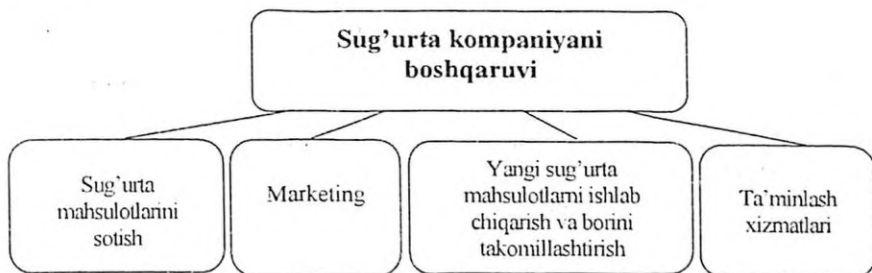 Sug'urta kompaniyani
boshqaruvi
Sug'urta
mahsulotlarini
sotish
Marketing
Yangi sug'urta
mahsulotlarni ishlab
chiqarish va borini
takomillashtirish
Ta'minlash
xizmatlari